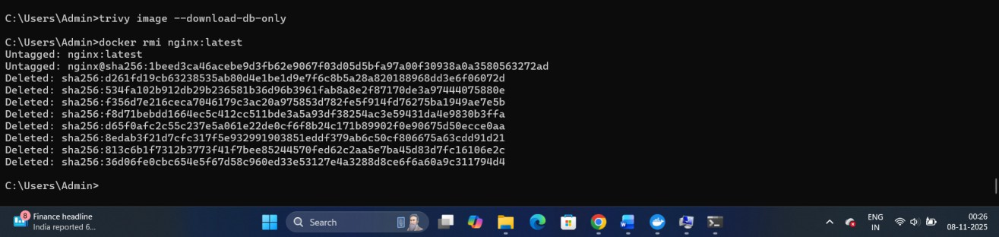 C:\Users\Admin>trivy image --download-db-only
C:\Users\Admin>docker rmi nginx:latest
Untagged: nginx:latest
Untagged: nginx@sha256:1beed3ca46acebe9d3fb62e9067f03d05d5bfa97a00f30938a0a3580563272ad
Deleted: sha256:d261fd19cb63238535ab80d4e1be1d9e7f6c8b5a28a820188968dd3e6f06072d
Deleted: sha256:534fa102b912db29b236581b36d96b3961fab8a8e2f87170de3a97444075880e
Deleted: sha256:f356d7e216ceca7046179c3ac20a975853d782fe5f914fd76275ba1949ae7e5b
Deleted: sha256:f8d71bebdd1664ec5c412cc511bde3a5a93df38254ac3e59431da4e9830b3ffa
Deleted: sha256:d65f0afc2c55c237e5a061e22de0cf6f8b24c171b89902f0e90675d50ecce0aa
Deleted: sha256:8edab3f21d7cfc317f5e932991903851eddf379ab6c50cf806675a63cdd91d21
Deleted: sha256:813c6b1f7312b3773f41f7bee85244570fed62c2aa5e7ba45d83d7fc16106e2c
Deleted: sha256:36d06fe0cbc654e5f67d58c960ed33e53127e4a3288d8ce6f6a60a9c311794d4
C:\Users\Admin>
8
Finance headline
India reported 6...
Search
ENG
IN
00:26
08-11-2025